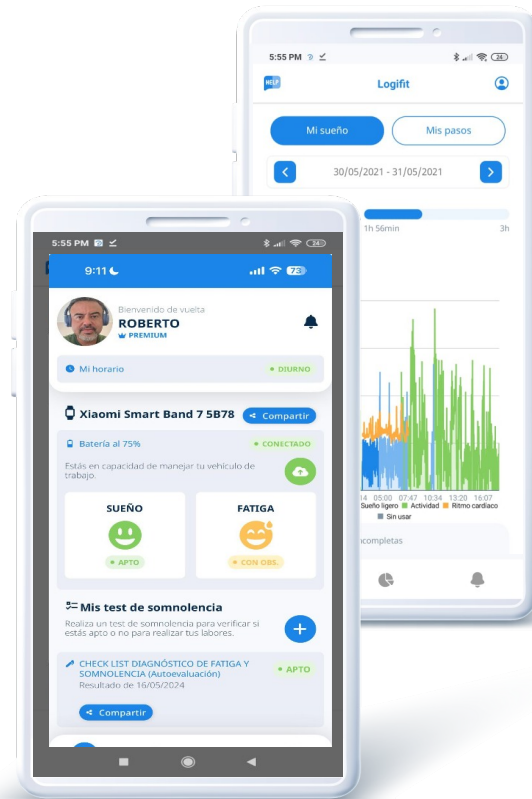 5:55 PM
24
HELP
Logifit
Mi sueño
Mis pasos
30/05/2021 - 31/05/2021
1h 56min
3h
14 05:00 07:47 10:34 13:20 16:07
Sueño ligero Actividad Ritmo cardíaco
Sin usar
ncompletas
5:55 PM
24
9:11
73
Bienvenido de vuelta
ROBERTO
PREMIUM
Mi horario
DIURNO
Xiaomi Smart Band 7 5B78
Compartir
Batería al 75%
CONECTADO
Estás en capacidad de manejar tu vehículo de
trabajo.
SUEÑO
FATIGA
APTO
CON OBS.
Mis test de somnolencia
Realiza un test de somnolencia para verificar si
estás apto o no para realizar tus labores.
CHECK LIST DIAGNÓSTICO DE FATIGA Y
SOMNOLENCIA (Autoevaluación)
APTO
Resultado de 16/05/2024
Compartir